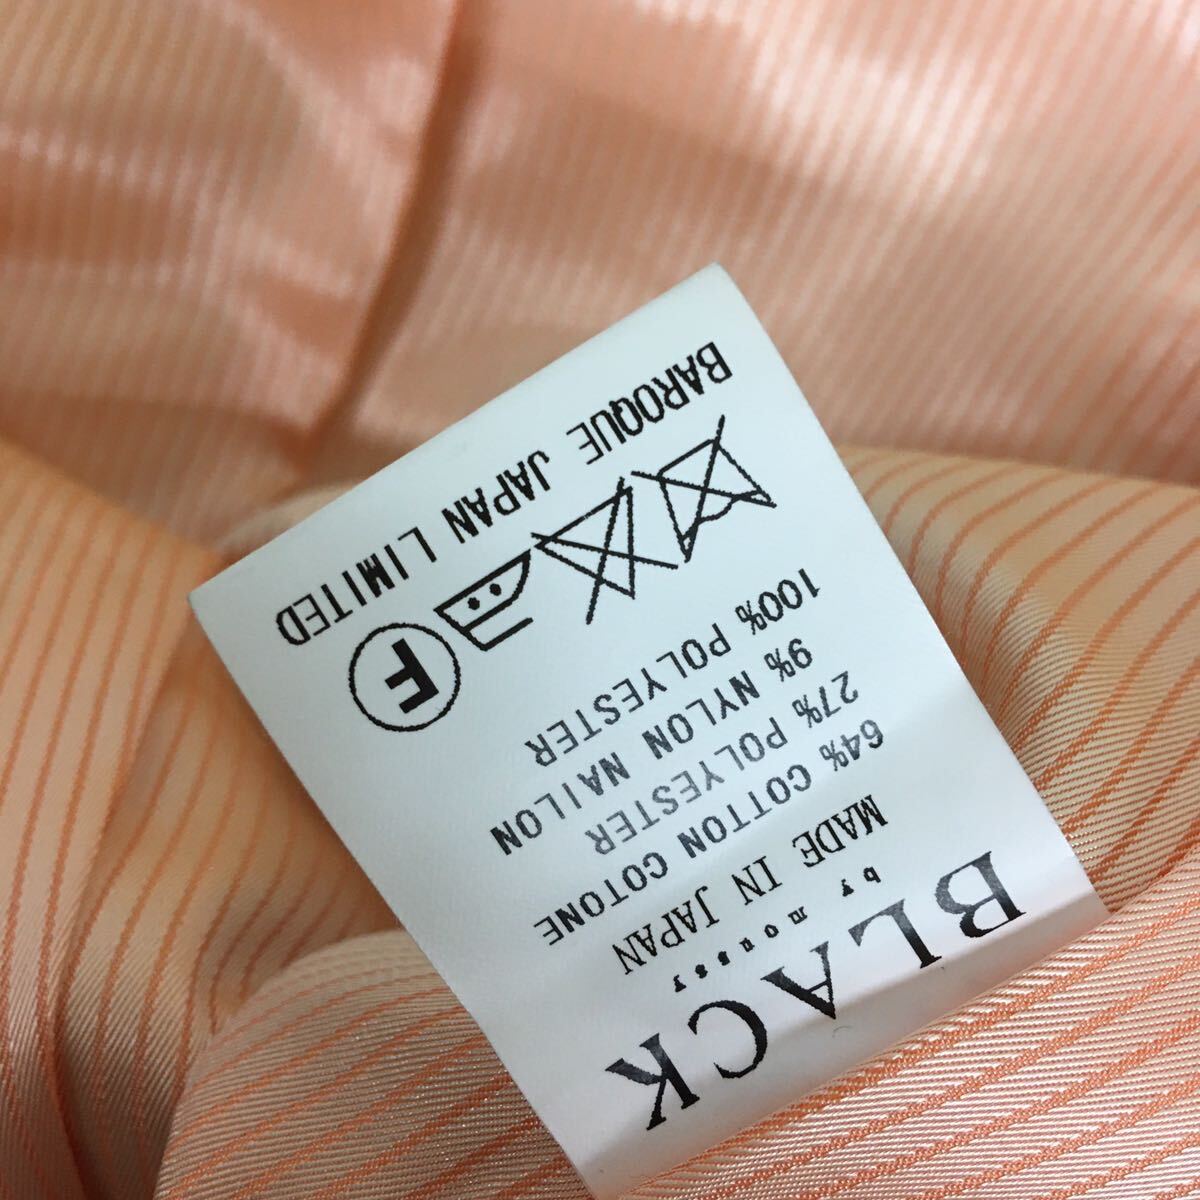 BLACK
by moussy
MADE IN JAPAN
64% COTTON COTONE
27% POLYESTER
9% NYLON NAILON
100% POLYESTER
F
BAROQUE JAPAN LIMITED